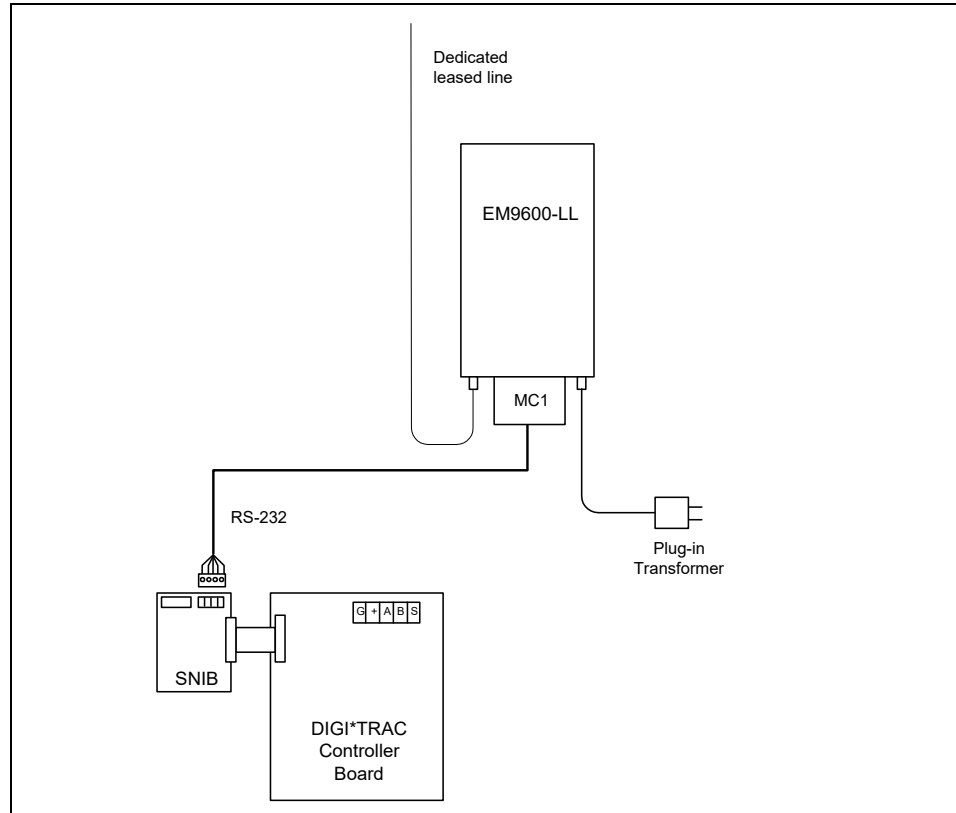 Dedicated
leased line
EM9600-LL
MC1
RS-232
Plug-in
Transformer
G + A B S
SNIB
DIGI*TRAC
Controller
Board